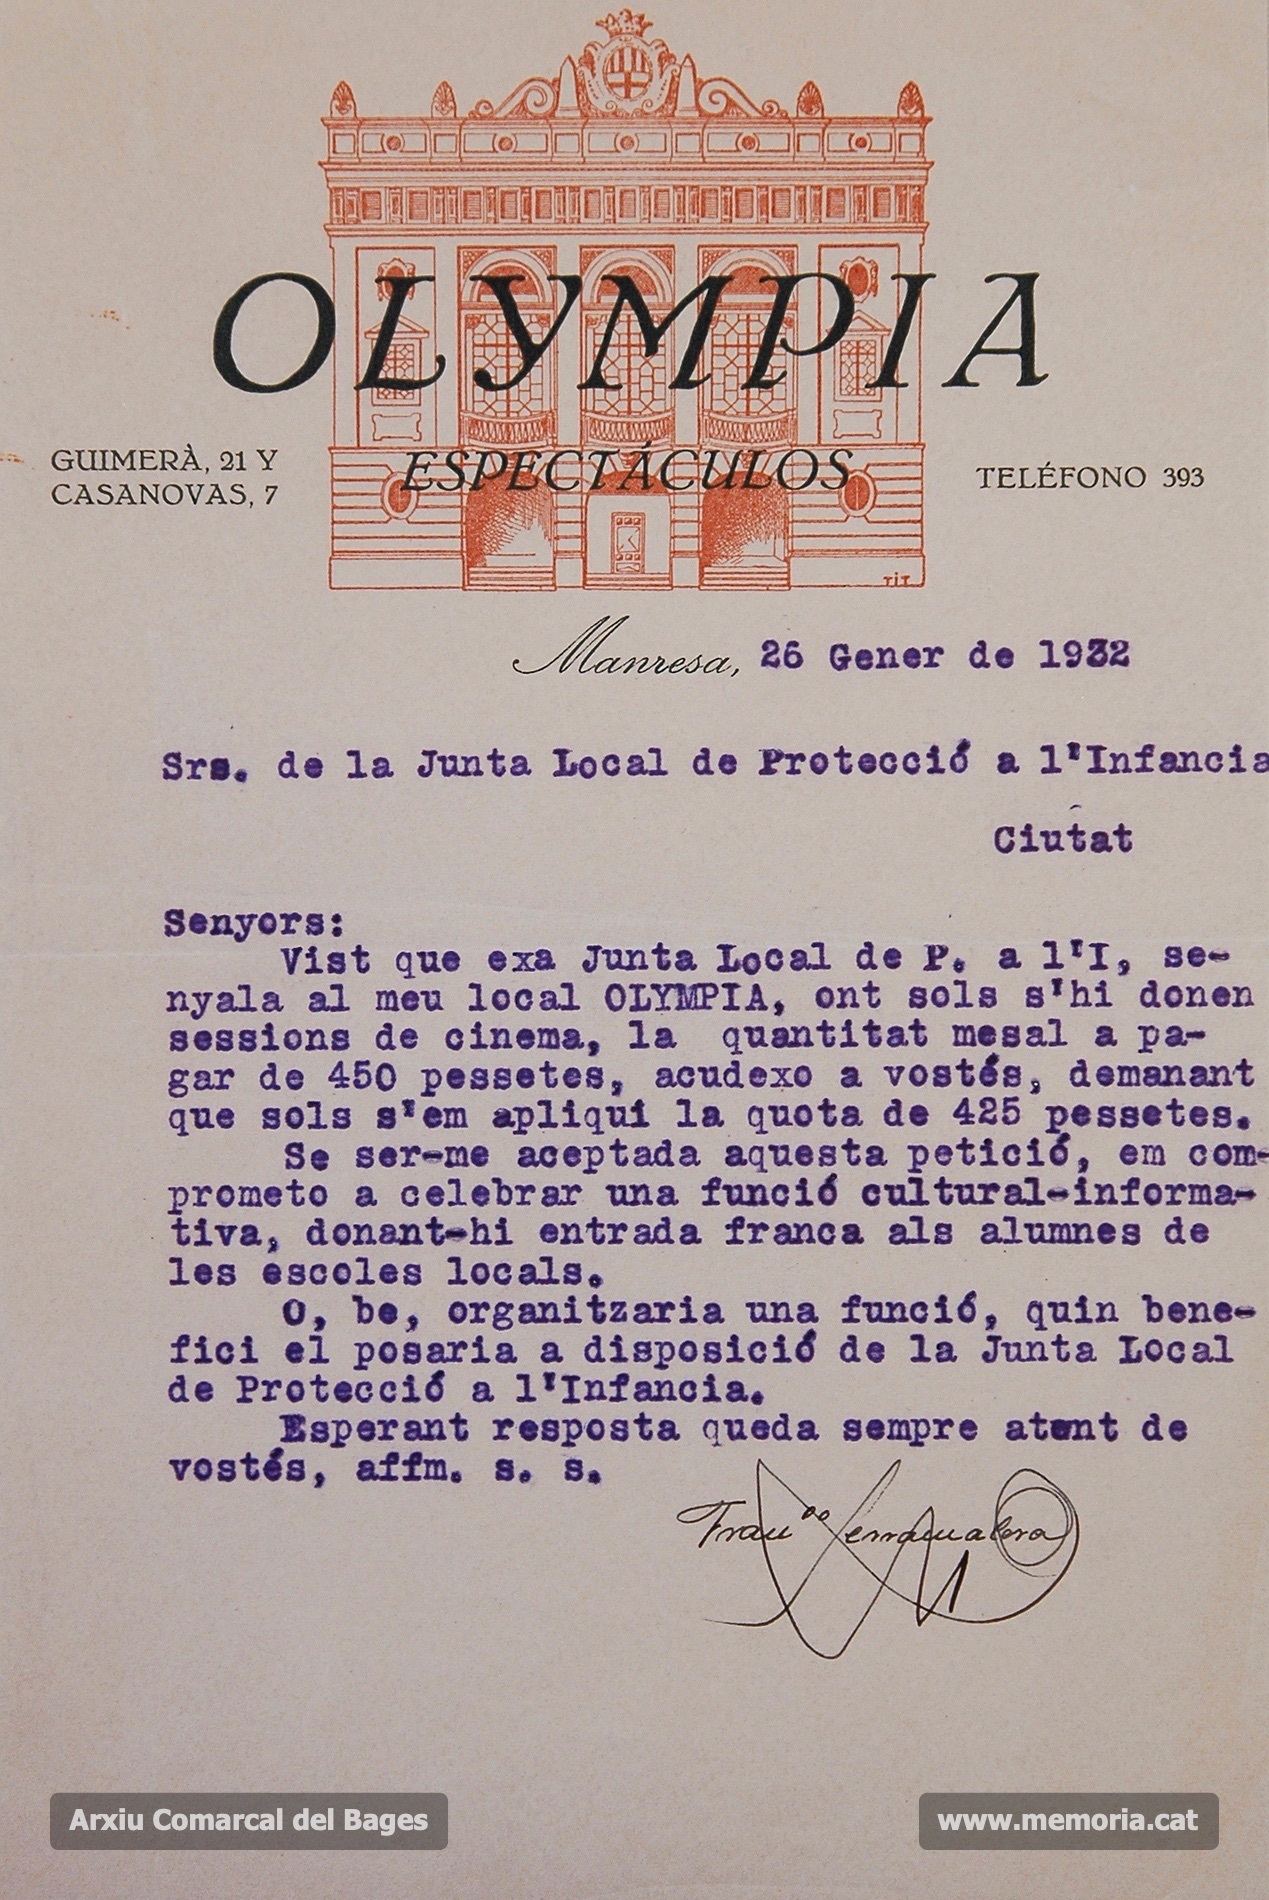 OLYMPIA
ESPECTÁCULOS
GUIMERÀ, 21 Y
CASANOVAS, 7
TELÉFONO 393
TiT
Manresa, 26 Gener de 1932
Srs. de la Junta Local de Protecció a l'Infancia
Ciutat
Senyors:
Vist que exa Junta Local de P. a l'I, se-
nyala al meu local OLYMPIA, ont sols s'hi donen
sessions de cinema, la quantitat mesal a pa-
gar de 450 pessetes, acudexo a vostés, demanant
que sols s'em apliqui la quota de 425 pessetes.
Se ser-me aceptada aquesta petició, em com-
prometo a celebrar una funció cultural-informa-
tiva, donant-hi entrada franca als alumnes de
les escoles locals.
O, be, organitzaria una funció, quin bene-
fici el posaria a disposició de la Junta Local
de Protecció a l'Infancia.
Esperant resposta queda sempre atent de
vostés, affm. s. s.
Arxiu Comarcal del Bages
www.memoria.cat